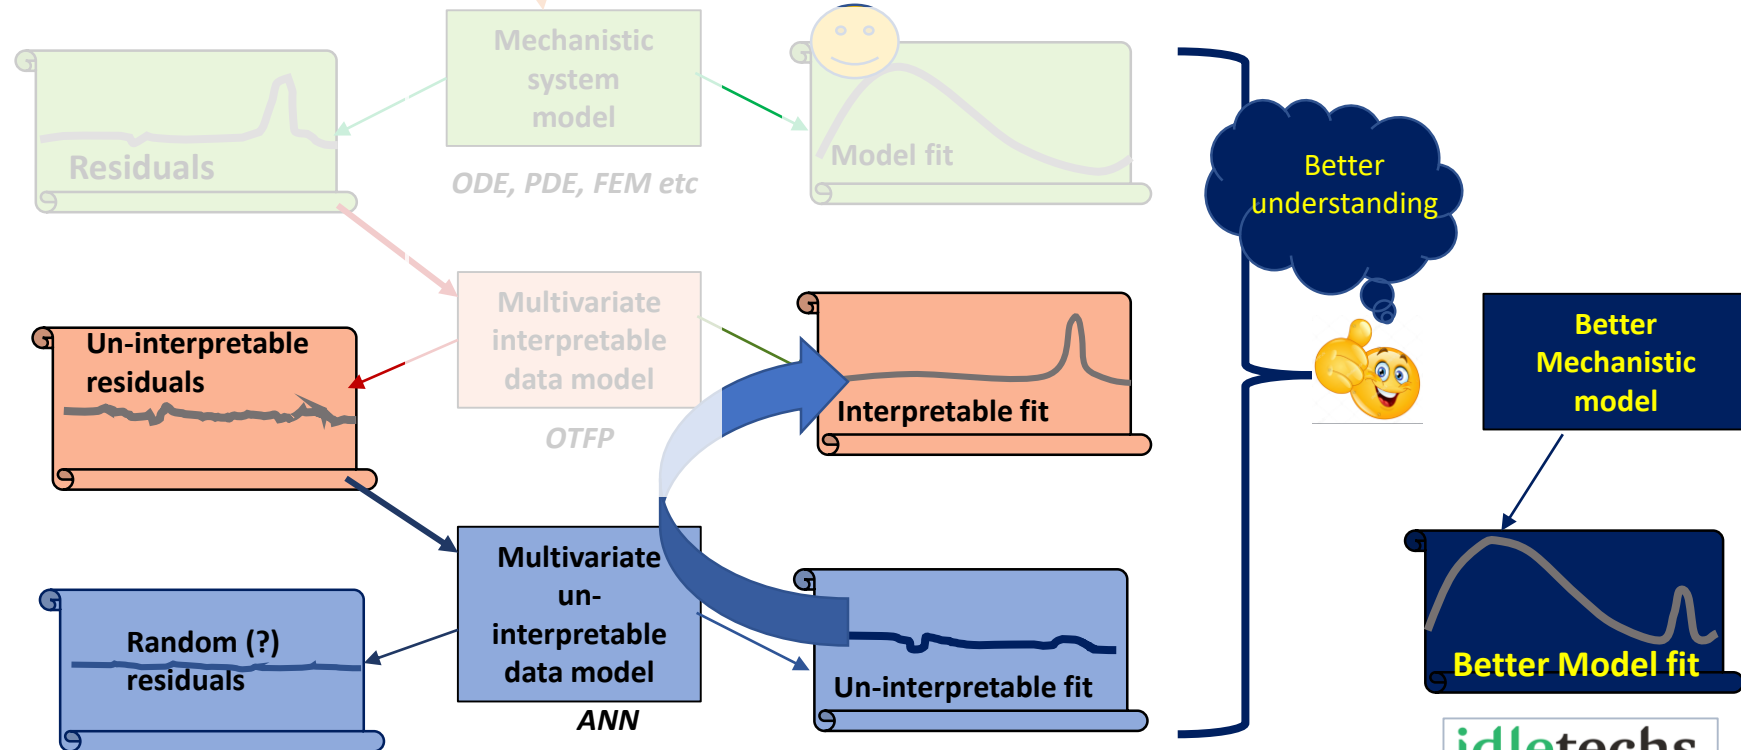 Mechanistic
system
model
Residuals
Model fit
ODE, PDE, FEM etc
Better
understanding
Multivariate
interpretable
data model
OTFP
Un-interpretable
residuals
Interpretable fit
Better
Mechanistic
model
Multivariate
un-
interpretable
data model
ANN
Random (?)
residuals
Un-interpretable fit
Better Model fit
idletechs